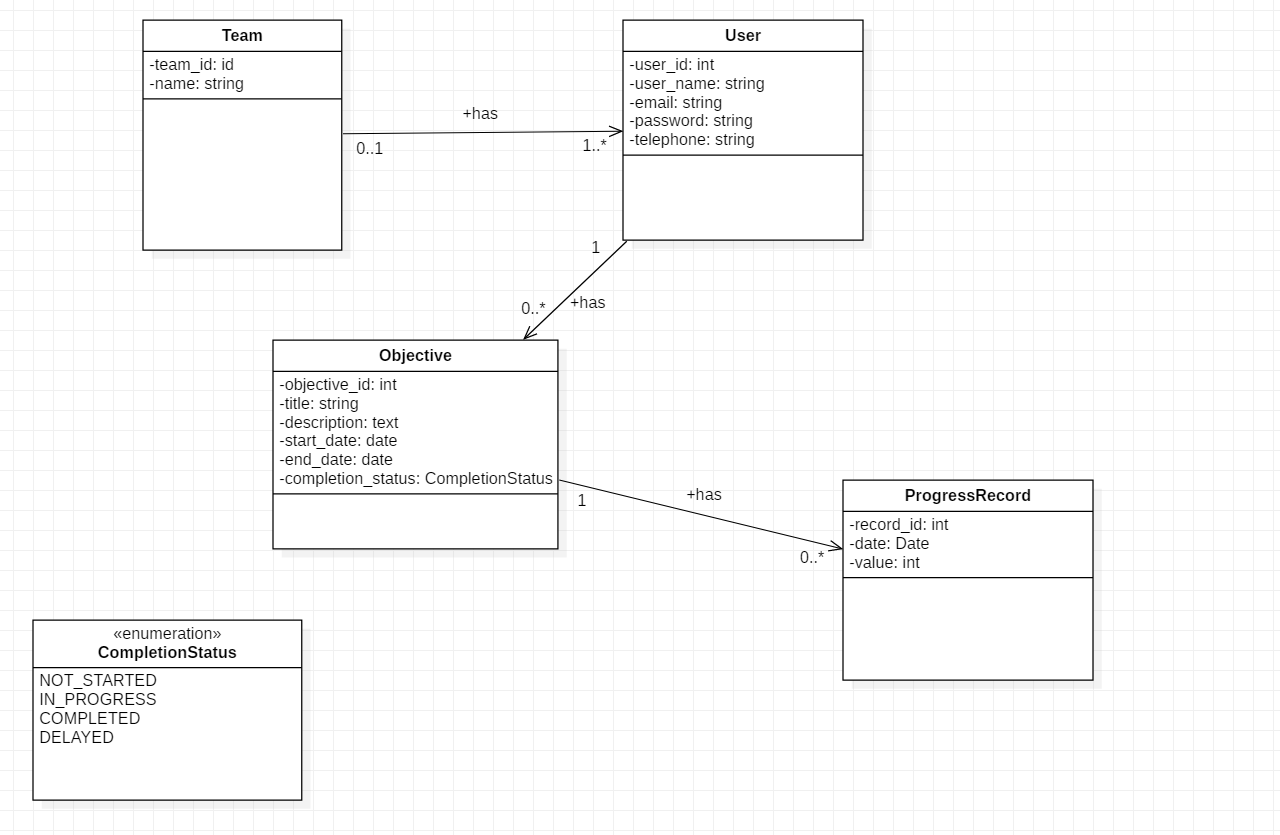 Team
-team_id: id
-name: string
+has
0..1
1..*
User
-user_id: int
-user_name: string
-email: string
-password: string
-telephone: string
1
0..*
+has
Objective
-objective_id: int
-title: string
-description: text
-start_date: date
-end_date: date
-completion_status: CompletionStatus
1
+has
0..*
ProgressRecord
-record_id: int
-date: Date
-value: int
«enumeration»
CompletionStatus
NOT_STARTED
IN_PROGRESS
COMPLETED
DELAYED